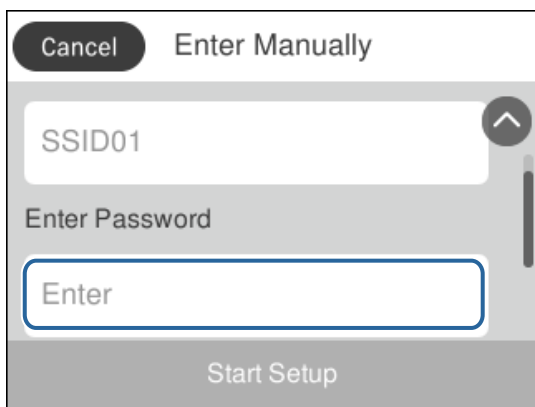 Cancel Enter Manually
SSID01
Enter Password
Enter
Start Setup